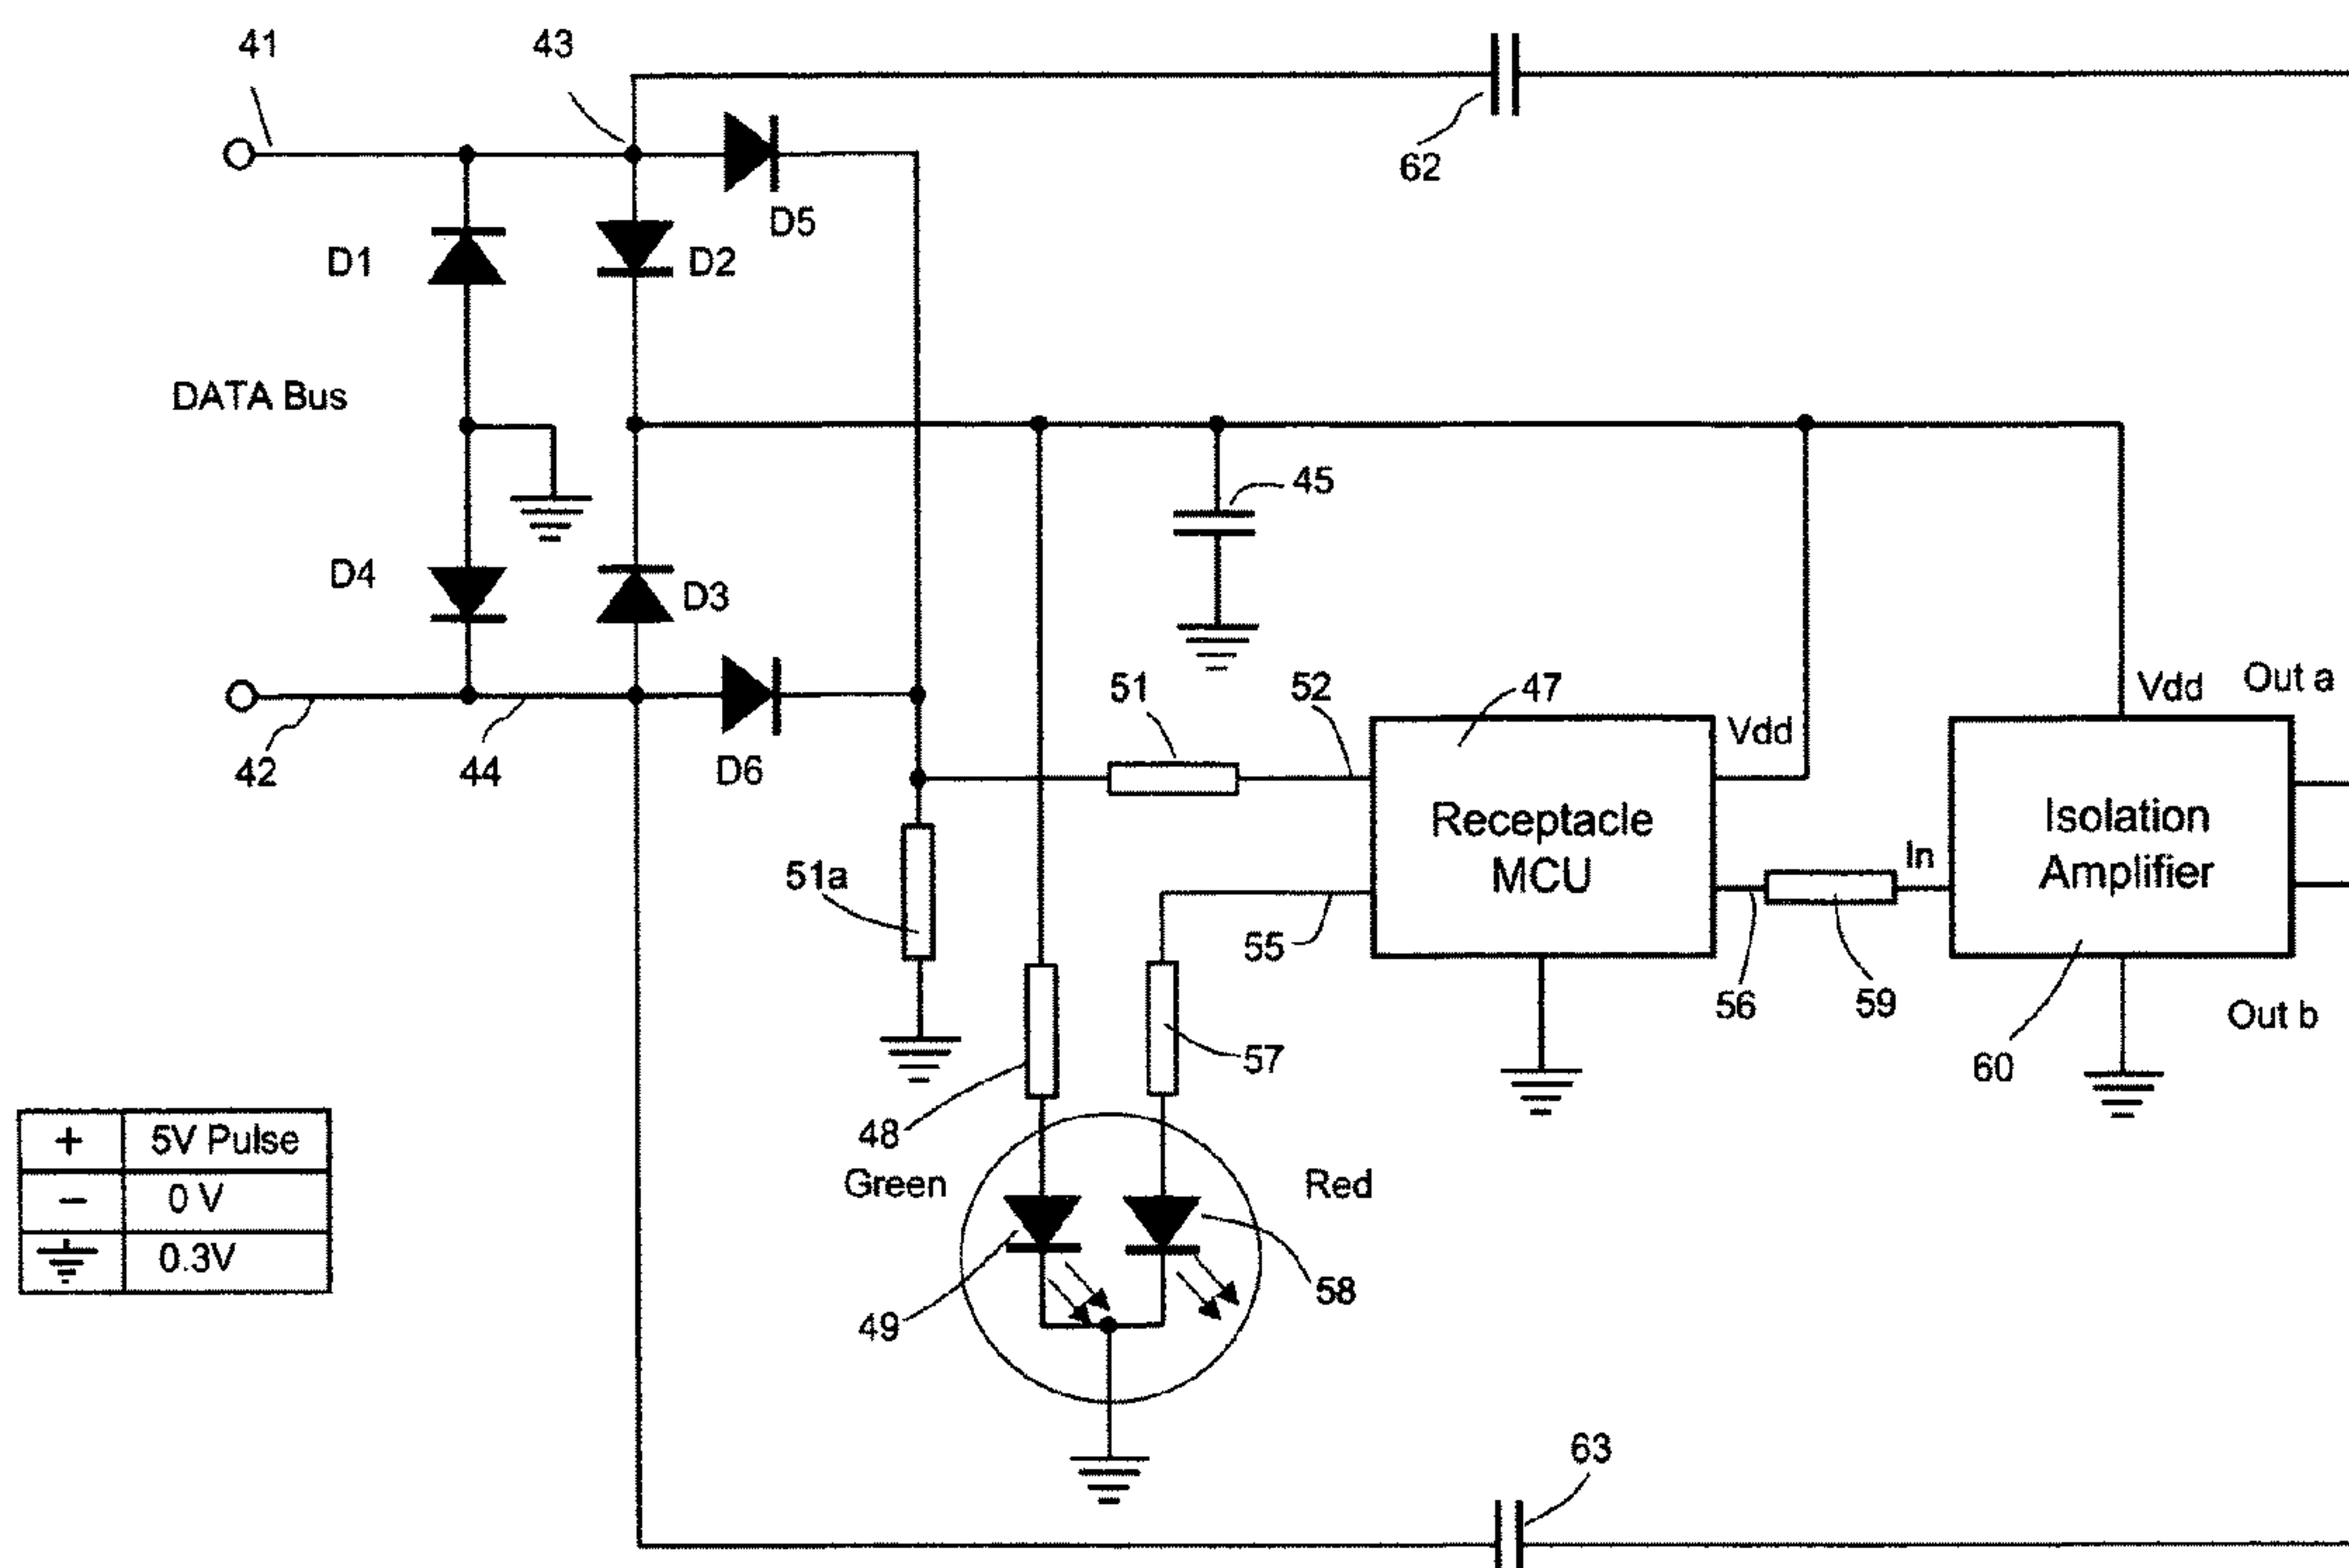 41
43
62
D5
D1
D2
DATA Bus
45
D4
D3
51
52
47
Vdd
Out a
Vdd
42
44
D6
Receptacle
MCU
Isolation
Amplifier
In
51a
55
56
59
Out b
60
57
48
+ 5V Pulse
− 0 V
0.3V
Green
Red
49
58
63